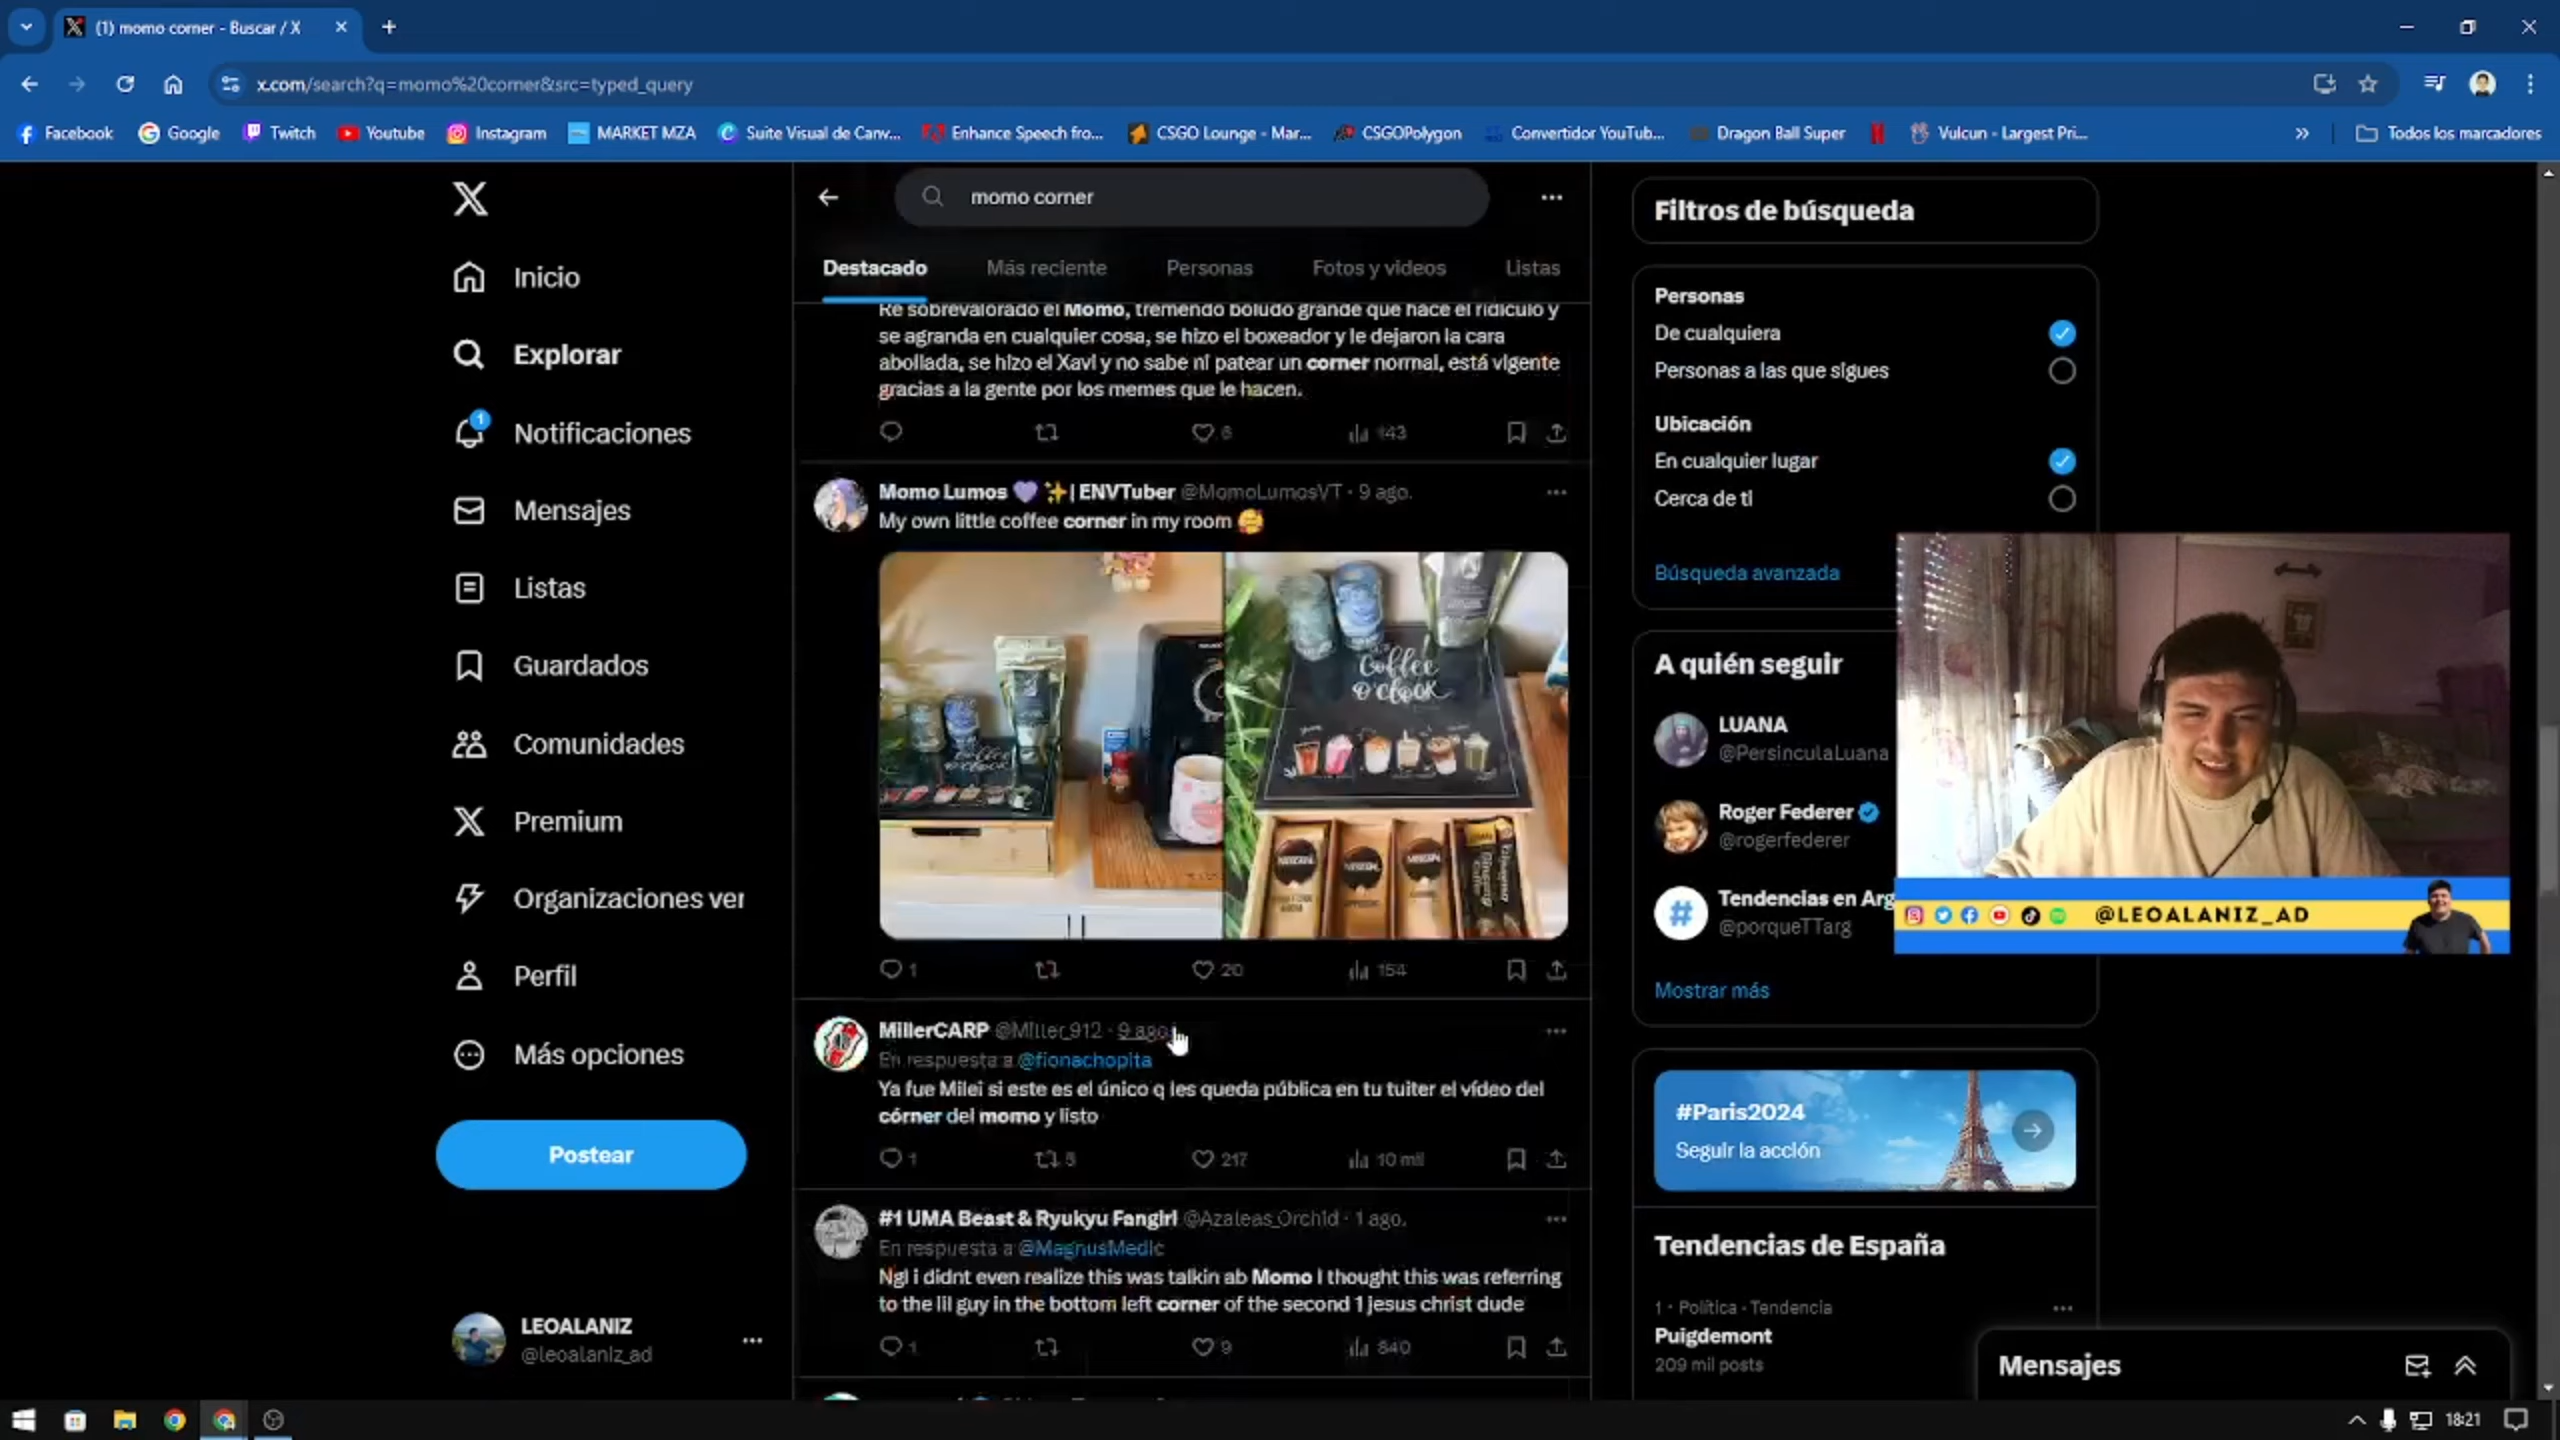 (1) momo corner - Buscar / X
x.com/search?q=momo%20corner&src=typed_query
Facebook
Google
Twitch
Youtube
Instagram
MARKET MZA
Suite Visual de Canv...
Enhance Speech fro...
CSGO Lounge - Mar...
CSGOPolygon
Convertidor YouTub...
Dragon Ball Super
Vulcun - Largest Pri...
Todos los marcadores
Inicio
Explorar
1
Notificaciones
Mensajes
Listas
Guardados
Comunidades
Premium
Organizaciones ver
Perfil
Más opciones
Postear
LEOALANIZ
@leoalaniz_ad
momo corner
Destacado
Más reciente
Personas
Fotos y videos
Listas
Re sobrevalorado el Momo, tremendo boludo grande que hace el ridículo y
se agranda en cualquier cosa, se hizo el boxeador y le dejaron la cara
abollada, se hizo el Xavi y no sabe ni patear un corner normal, está vigente
gracias a la gente por los memes que le hacen.
6
143
Momo Lumos 💜 ✨| ENVTuber @MomoLumosVT · 9 ago.
My own little coffee corner in my room 🥰
Coffee
o'clock
Coffee
o'clock
1
20
154
MillerCARP @Miller_912 · 9 ago
En respuesta a @fionachopita
Ya fue Milei si este es el único q les queda pública en tu tuiter el vídeo del
córner del momo y listo
1
5
217
10 mil
#1 UMA Beast & Ryukyu Fangirl @Azaleas_Orchid · 1 ago.
En respuesta a @MagnusMedic
Ngl i didnt even realize this was talkin ab Momo I thought this was referring
to the lil guy in the bottom left corner of the second 1 jesus christ dude
1
9
840
Filtros de búsqueda
Personas
De cualquiera
Personas a las que sigues
Ubicación
En cualquier lugar
Cerca de ti
Búsqueda avanzada
A quién seguir
LUANA
@PersinculaLuana
Roger Federer
@rogerfederer
Tendencias en Arg
@porqueTTarg
Mostrar más
@LEOALANIZ_AD
#Paris2024
Seguir la acción
Tendencias de España
1 · Política · Tendencia
Puigdemont
209 mil posts
Mensajes
18:21